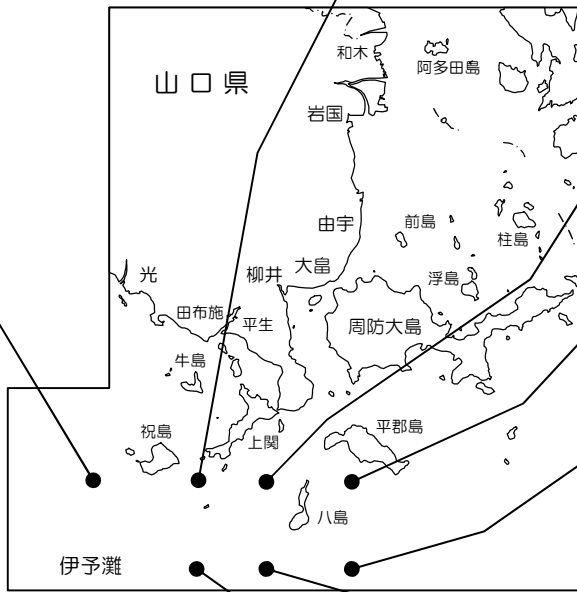 和木
阿多田島
山口県
岩国
由宇
前島
柱島
大畠
光
柳井
浮島
田布施
平生
周防大島
牛島
祝島
上関
平郡島
八島
伊予灘